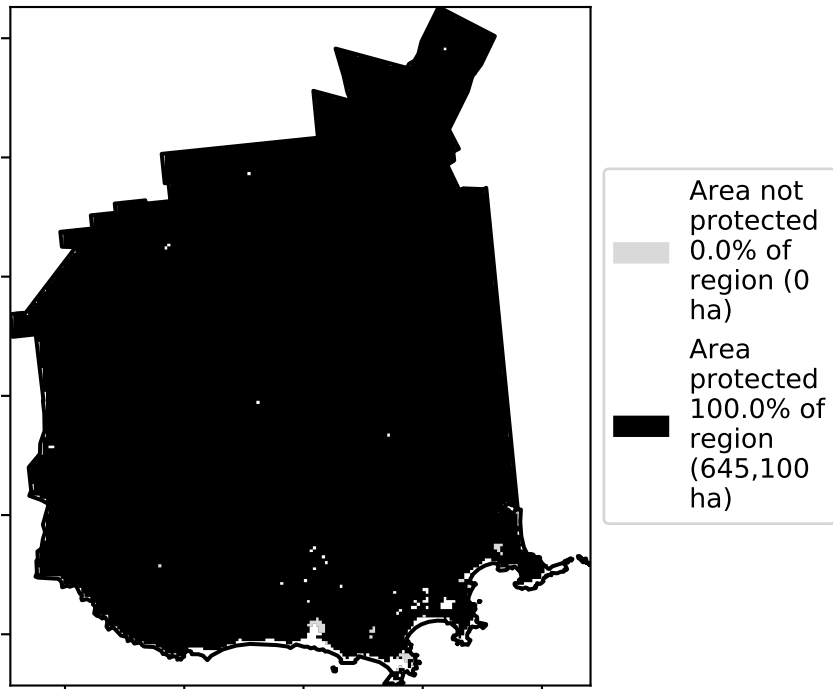 Area not
protected
0.0% of
region (0
ha)
Area
protected
100.0% of
region
(645,100
ha)